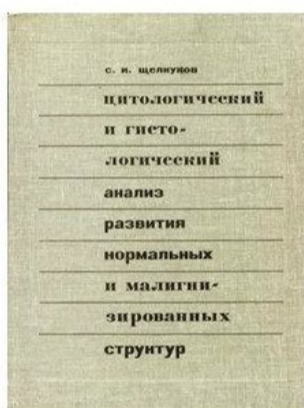 С. И. ЩЕЛКУНОВ
ЦИТОЛОГИЧЕСКИЙ
И ГИСТО-
ЛОГИЧЕСКИЙ
АНАЛИЗ
РАЗВИТИЯ
НОРМАЛЬНЫХ
И МАЛИГНИ-
ЗИРОВАННЫХ
СТРУКТУР